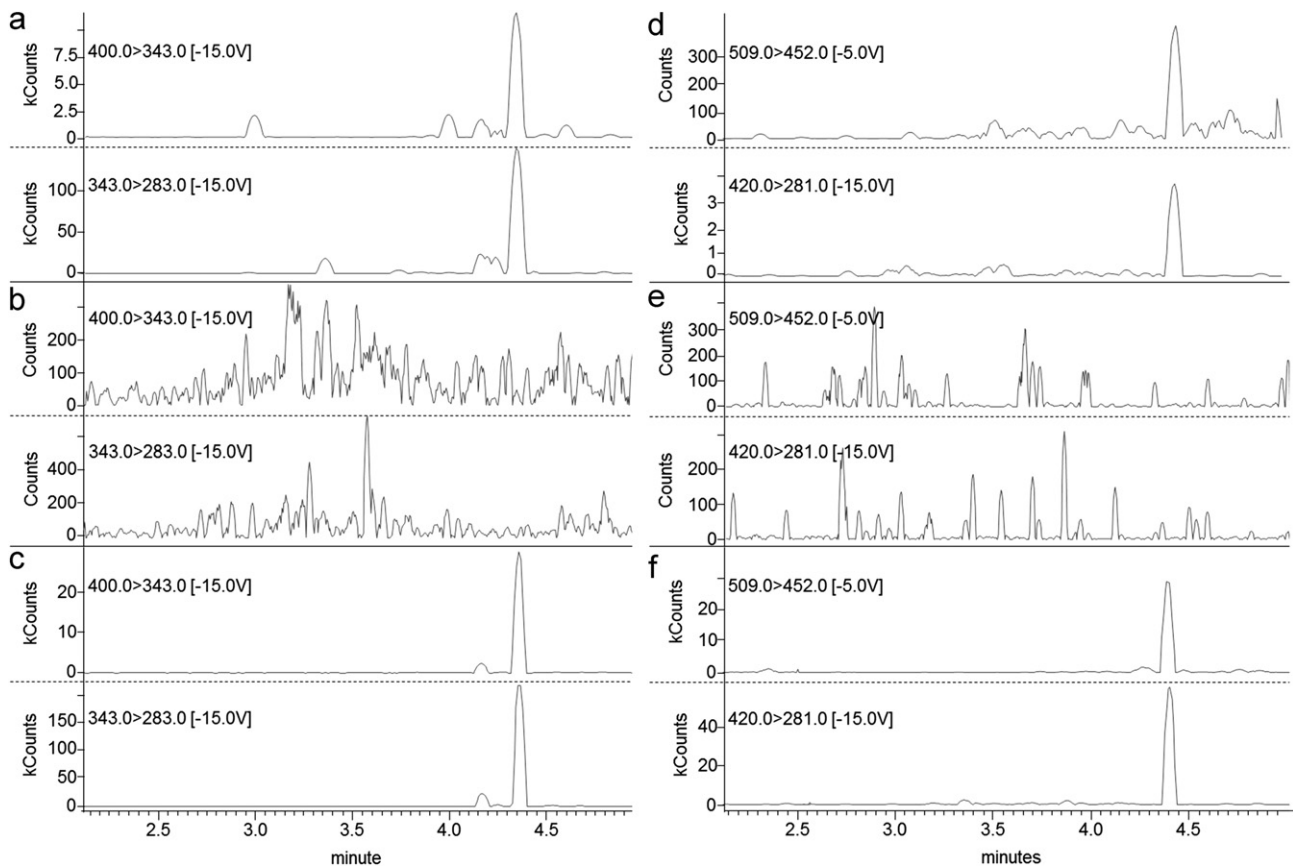 a
400.0>343.0 [-15.0V]
kCounts
7.5
5.0
2.5
0
343.0>283.0 [-15.0V]
kCounts
100
50
0
b
400.0>343.0 [-15.0V]
Counts
200
100
0
343.0>283.0 [-15.0V]
Counts
400
200
0
c
400.0>343.0 [-15.0V]
kCounts
20
10
0
343.0>283.0 [-15.0V]
kCounts
150
100
50
0
2.5 3.0 3.5 4.0 4.5
minute
d
509.0>452.0 [-5.0V]
Counts
300
200
100
0
420.0>281.0 [-15.0V]
kCounts
3
2
1
0
e
509.0>452.0 [-5.0V]
Counts
300
200
100
0
420.0>281.0 [-15.0V]
Counts
200
100
0
f
509.0>452.0 [-5.0V]
kCounts
20
10
0
420.0>281.0 [-15.0V]
kCounts
40
20
0
2.5 3.0 3.5 4.0 4.5
minutes